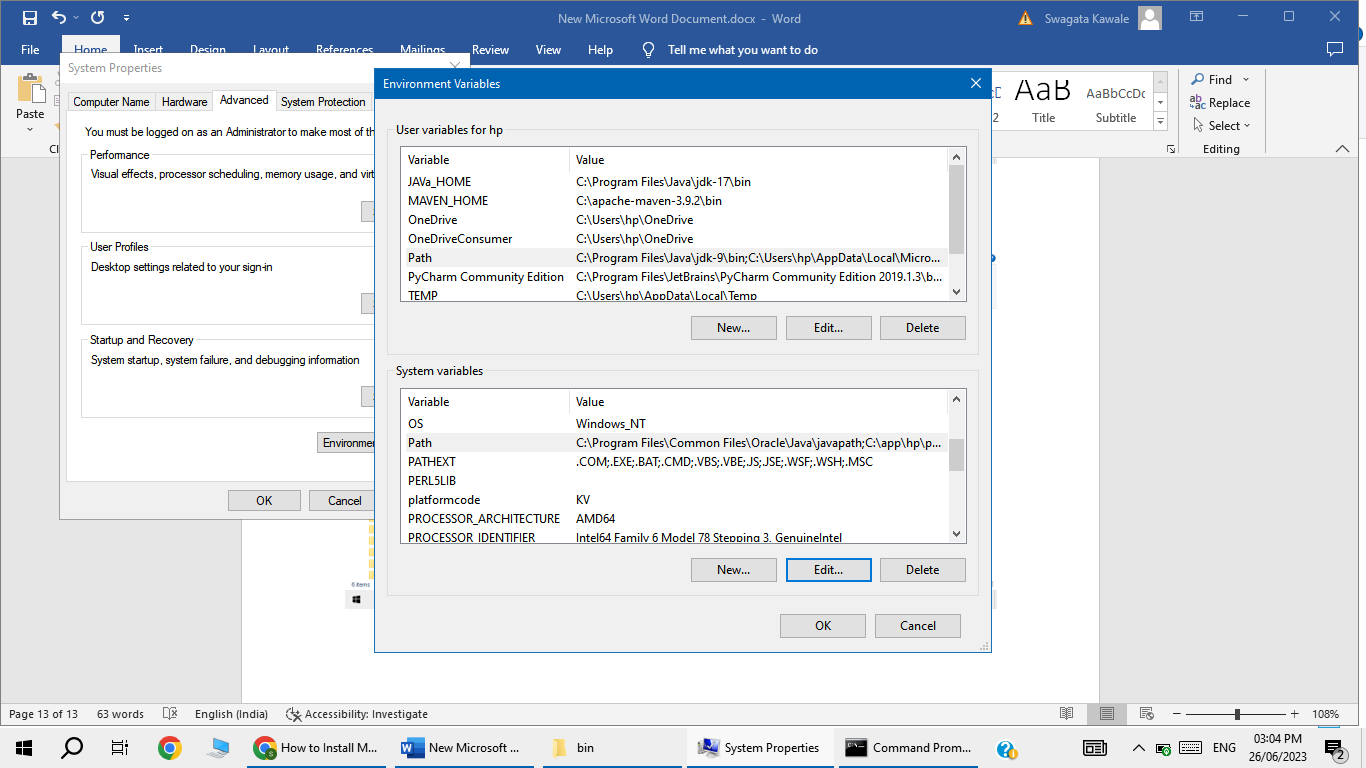 New Microsoft Word Document.docx - Word
Swagata Kawale
File Home Insert Design Layout References Mailings Review View Help Tell me what you want to do
Paste
Title
AaBbCcDc
Subtitle
Find
Replace
Select
Editing
System Properties
Computer Name Hardware Advanced System Protection
You must be logged on as an Administrator to make most of th
Performance
Visual effects, processor scheduling, memory usage, and virt
User Profiles
Desktop settings related to your sign-in
Startup and Recovery
System startup, system failure, and debugging information
Environmen
OK Cancel
Environment Variables
User variables for hp
Variable Value
JAVa_HOME C:\Program Files\Java\jdk-17\bin
MAVEN_HOME C:\apache-maven-3.9.2\bin
OneDrive C:\Users\hp\OneDrive
OneDriveConsumer C:\Users\hp\OneDrive
Path C:\Program Files\Java\jdk-9\bin;C:\Users\hp\AppData\Local\Micro...
PyCharm Community Edition C:\Program Files\JetBrains\PyCharm Community Edition 2019.1.3\b...
TEMP C:\Users\hp\AppData\Local\Temp
New... Edit... Delete
System variables
Variable Value
OS Windows_NT
Path C:\Program Files\Common Files\Oracle\Java\javapath;C:\app\hp\p...
PATHEXT .COM;.EXE;.BAT;.CMD;.VBS;.VBE;.JS;.JSE;.WSF;.WSH;.MSC
PERL5LIB
platformcode KV
PROCESSOR_ARCHITECTURE AMD64
PROCESSOR_IDENTIFIER Intel64 Family 6 Model 78 Stepping 3, GenuineIntel
New... Edit... Delete
OK Cancel
6 items
Page 13 of 13 63 words English (India) Accessibility: Investigate 108%
How to Install M... New Microsoft ... bin System Properties Command Prom... ENG 03:04 PM
26/06/2023 2